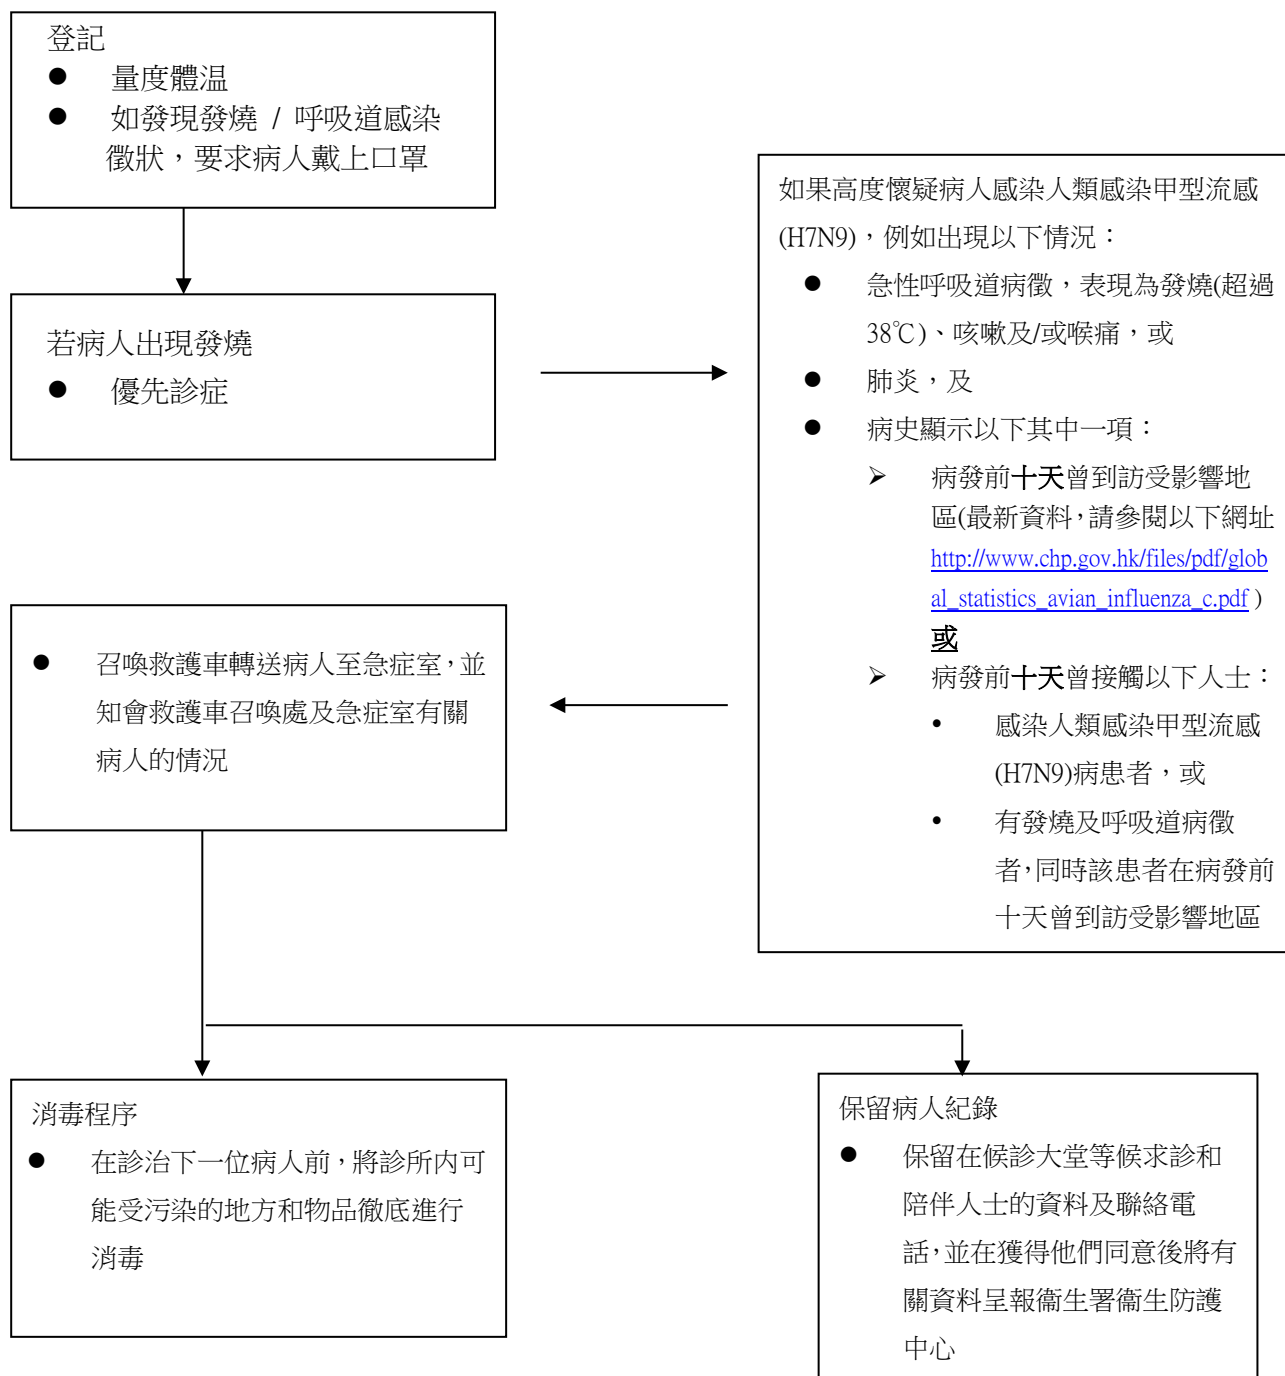 登記
● 量度體温
● 如發現發燒 / 呼吸道感染
徵狀，要求病人戴上口罩
若病人出現發燒
● 優先診症
如果高度懷疑病人感染人類感染甲型流感
(H7N9)，例如出現以下情況：
● 急性呼吸道病徵，表現為發燒(超過
38℃)、咳嗽及/或喉痛，或
● 肺炎，及
● 病史顯示以下其中一項：
➢ 病發前十天曾到訪受影響地
區(最新資料，請參閱以下網址
http://www.chp.gov.hk/files/pdf/glob
al_statistics_avian_influenza_c.pdf )
或
➢ 病發前十天曾接觸以下人士：
• 感染人類感染甲型流感
(H7N9)病患者，或
• 有發燒及呼吸道病徵
者，同時該患者在病發前
十天曾到訪受影響地區
● 召喚救護車轉送病人至急症室，並
知會救護車召喚處及急症室有關
病人的情況
消毒程序
● 在診治下一位病人前，將診所內可
能受污染的地方和物品徹底進行
消毒
保留病人紀錄
● 保留在候診大堂等候求診和
陪伴人士的資料及聯絡電
話，並在獲得他們同意後將有
關資料呈報衞生署衞生防護
中心